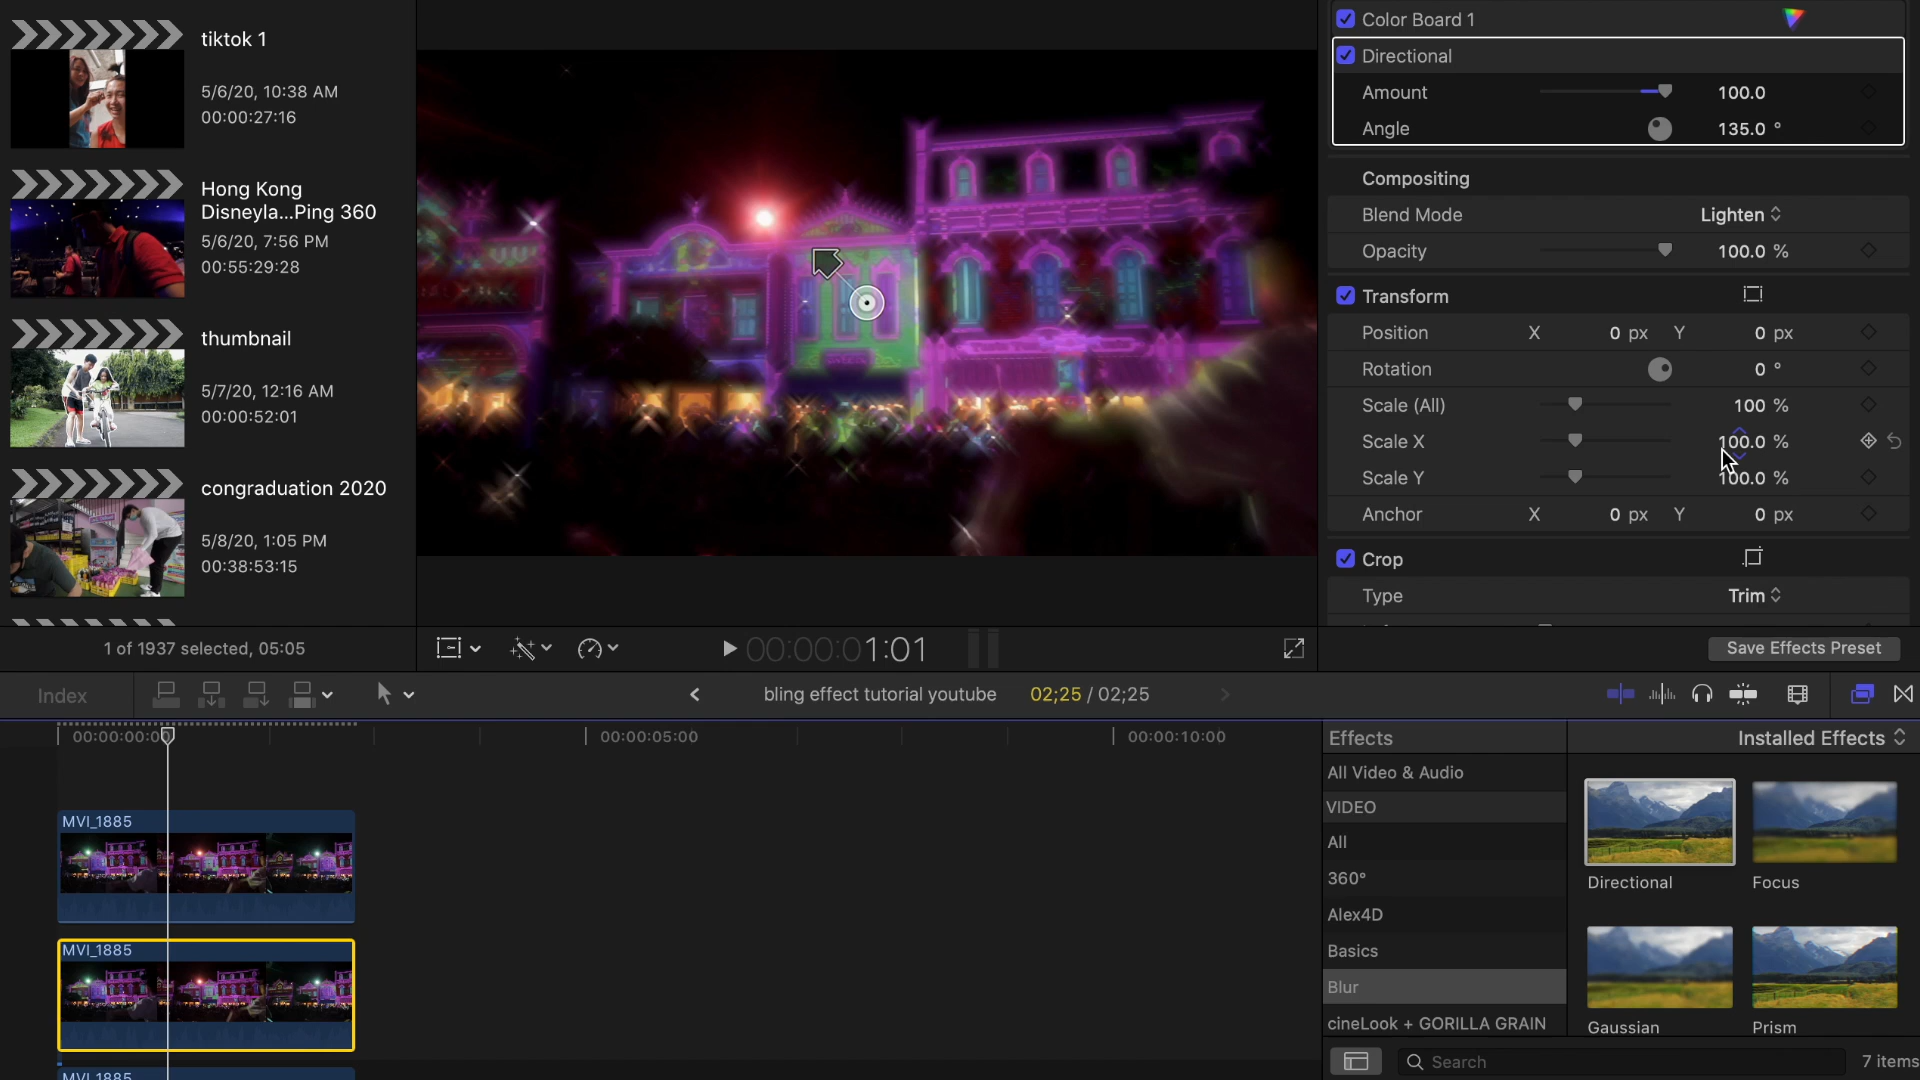 tiktok 1
5/6/20, 10:38 AM
00:00:27:16
Hong Kong
Disneyla...Ping 360
5/6/20, 7:56 PM
00:55:29:28
thumbnail
5/7/20, 12:16 AM
00:00:52:01
congraduation 2020
5/8/20, 1:05 PM
00:38:53:15
1 of 1937 selected, 05:05
00:00:01:01
Color Board 1
Directional
Amount 100.0
Angle 135.0 °
Compositing
Blend Mode Lighten
Opacity 100.0 %
Transform
Position X 0 px Y 0 px
Rotation 0 °
Scale (All) 100 %
Scale X 100.0 %
Scale Y 100.0 %
Anchor X 0 px Y 0 px
Crop
Type Trim
Save Effects Preset
Index
bling effect tutorial youtube 02;25 / 02;25
00:00:00:0 00:00:05:00 00:00:10:00
MVI_1885
MVI_1885
MVI_1885
Effects
Installed Effects
All Video & Audio
VIDEO
All
360°
Alex4D
Basics
Blur
cineLook + GORILLA GRAIN
Directional
Focus
Gaussian
Prism
Search
7 items